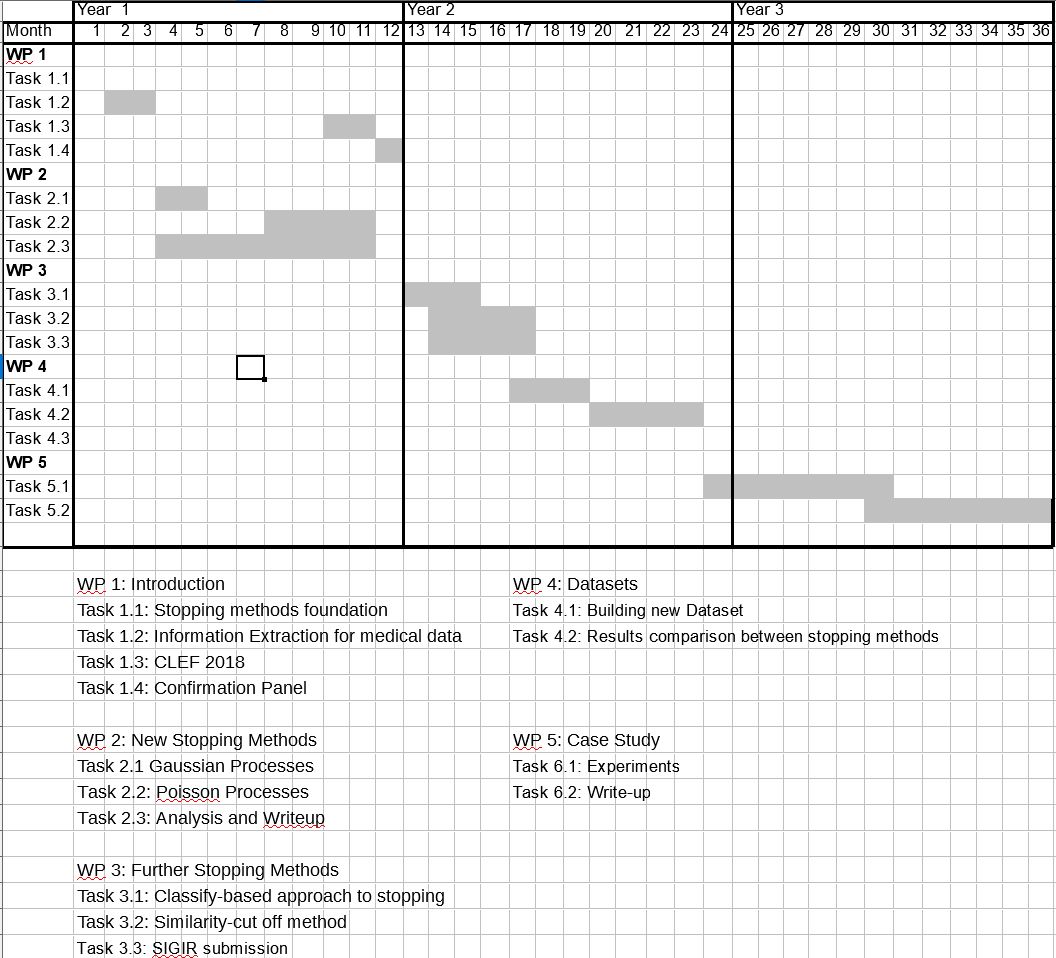 Year 1 Year 2 Year 3
Month 1 2 3 4 5 6 7 8 9 10 11 12 13 14 15 16 17 18 19 20 21 22 23 24 25 26 27 28 29 30 31 32 33 34 35 36
WP 1
Task 1.1
Task 1.2
Task 1.3
Task 1.4
WP 2
Task 2.1
Task 2.2
Task 2.3
WP 3
Task 3.1
Task 3.2
Task 3.3
WP 4
Task 4.1
Task 4.2
Task 4.3
WP 5
Task 5.1
Task 5.2
WP 1: Introduction
Task 1.1: Stopping methods foundation
Task 1.2: Information Extraction for medical data
Task 1.3: CLEF 2018
Task 1.4: Confirmation Panel
WP 4: Datasets
Task 4.1: Building new Dataset
Task 4.2: Results comparison between stopping methods
WP 2: New Stopping Methods
Task 2.1 Gaussian Processes
Task 2.2: Poisson Processes
Task 2.3: Analysis and Writeup
WP 5: Case Study
Task 6.1: Experiments
Task 6.2: Write-up
WP 3: Further Stopping Methods
Task 3.1: Classify-based approach to stopping
Task 3.2: Similarity-cut off method
Task 3.3: SIGIR submission